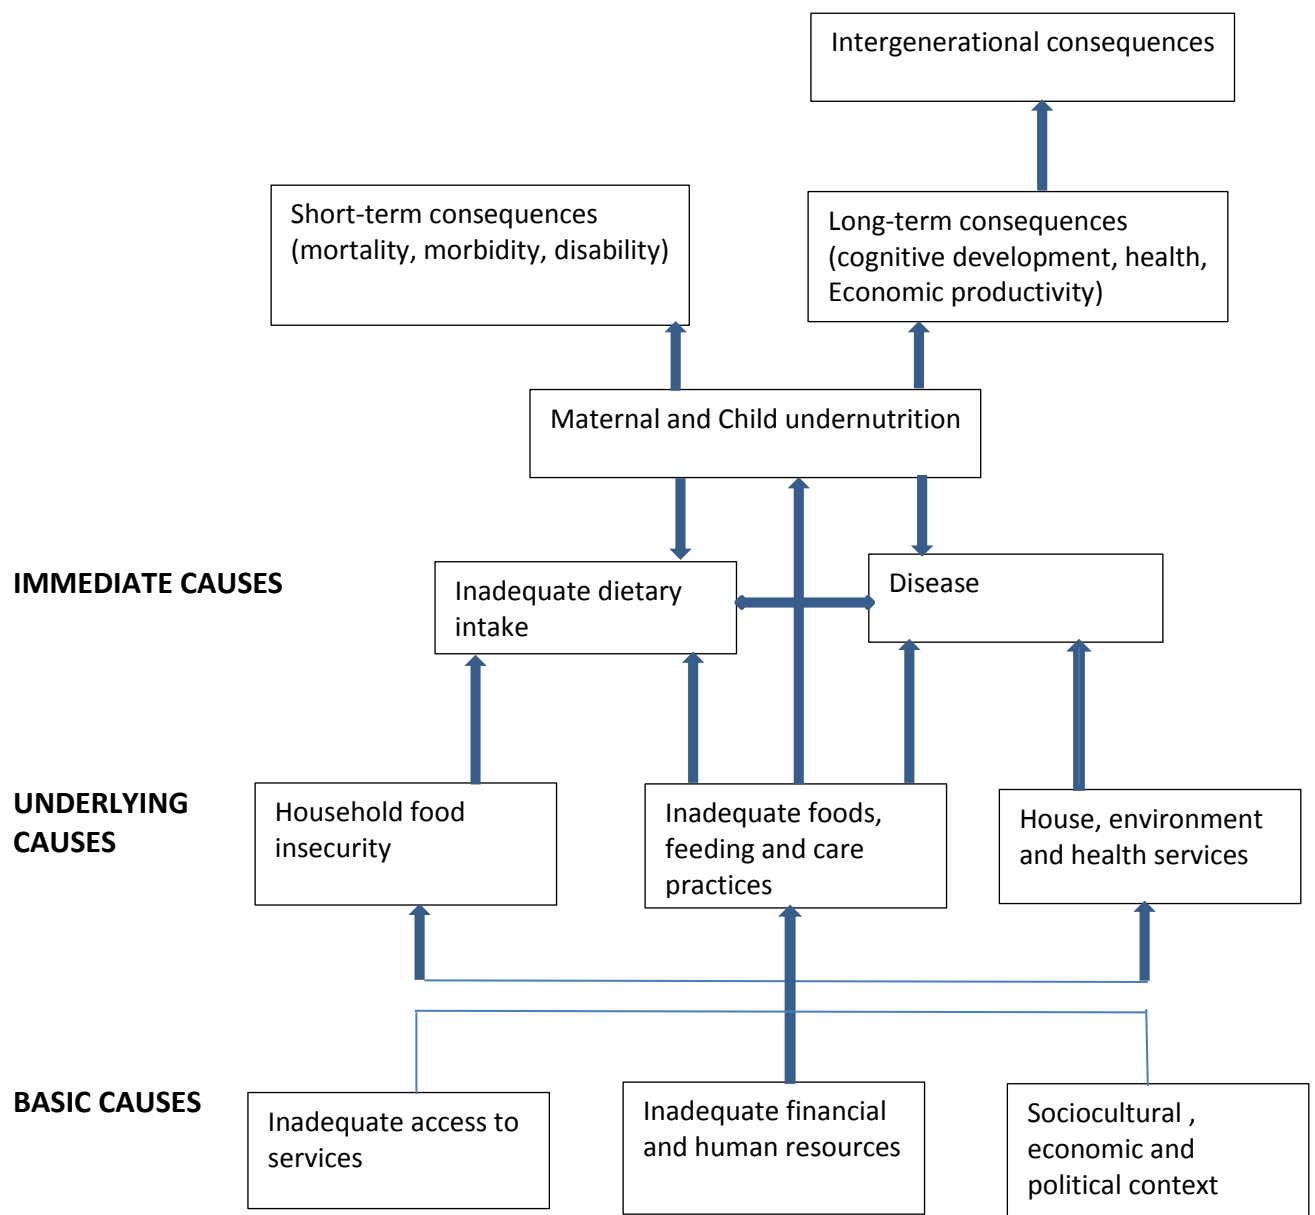 Intergenerational consequences
Short-term consequences
(mortality, morbidity, disability)
Long-term consequences
(cognitive development, health,
Economic productivity)
Maternal and Child undernutrition
IMMEDIATE CAUSES
Inadequate dietary
intake
Disease
UNDERLYING
CAUSES
Household food
insecurity
Inadequate foods,
feeding and care
practices
House, environment
and health services
BASIC CAUSES
Inadequate access to
services
Inadequate financial
and human resources
Sociocultural ,
economic and
political context